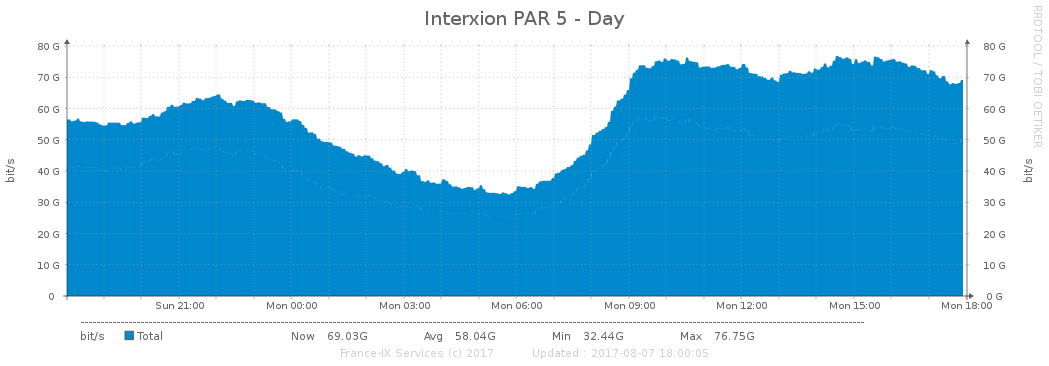 Interxion PAR 5 - Day
RRDTOOL / TOBI OETIKER
bit/s
80 G
70 G
60 G
50 G
40 G
30 G
20 G
10 G
0
80 G
70 G
60 G
50 G
40 G
30 G
20 G
10 G
0 G
bit/s
Sun 21:00 Mon 00:00 Mon 03:00 Mon 06:00 Mon 09:00 Mon 12:00 Mon 15:00 Mon 18:00
bit/s Total Now 69.03G Avg 58.04G Min 32.44G Max 76.75G
France-IX Services (c) 2017 Updated : 2017-08-07 18:00:05